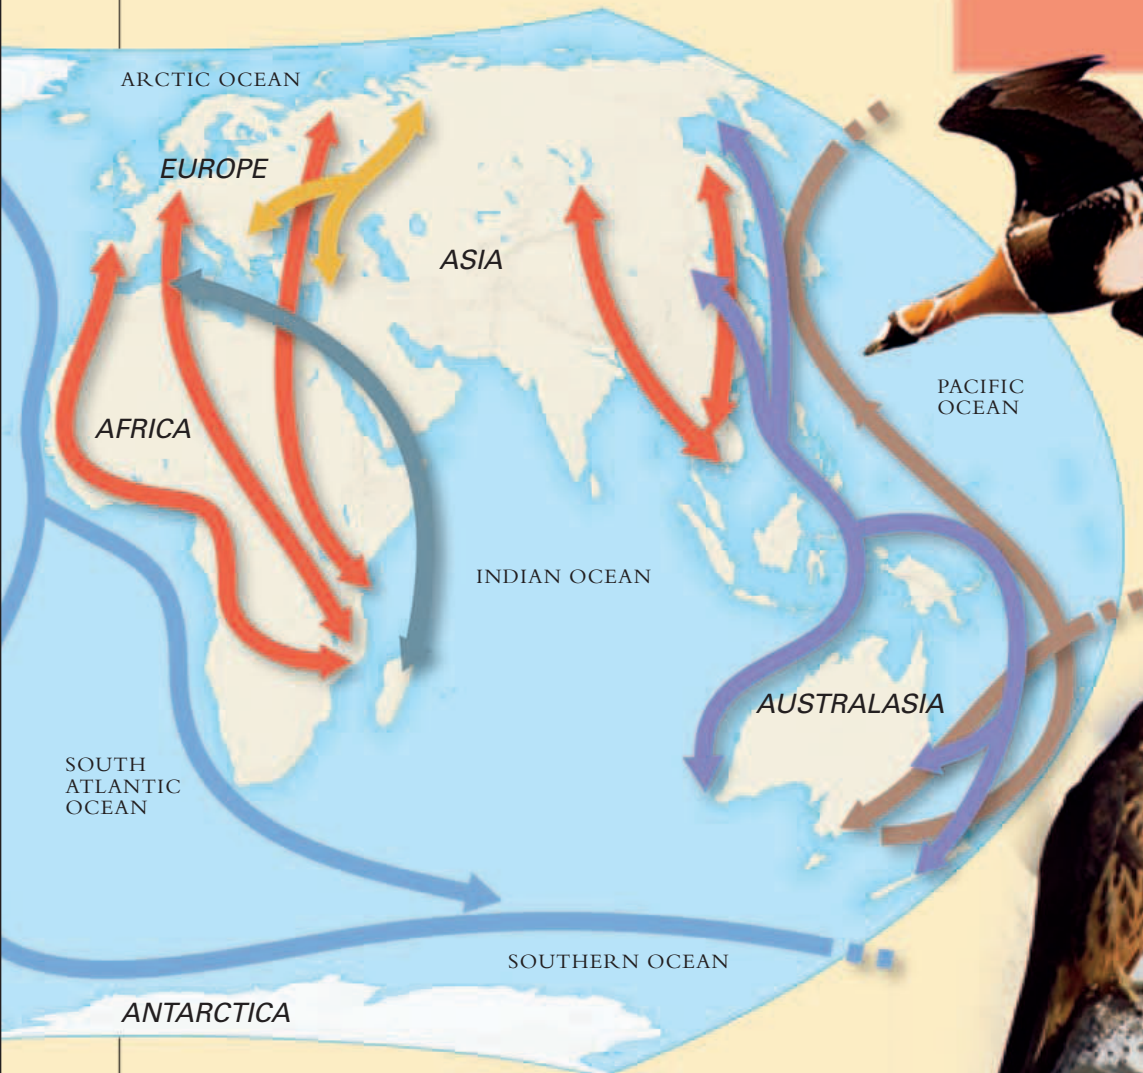 ARCTIC OCEAN
EUROPE
ASIA
PACIFIC
OCEAN
AFRICA
INDIAN OCEAN
AUSTRALASIA
SOUTH
ATLANTIC
OCEAN
SOUTHERN OCEAN
ANTARCTICA